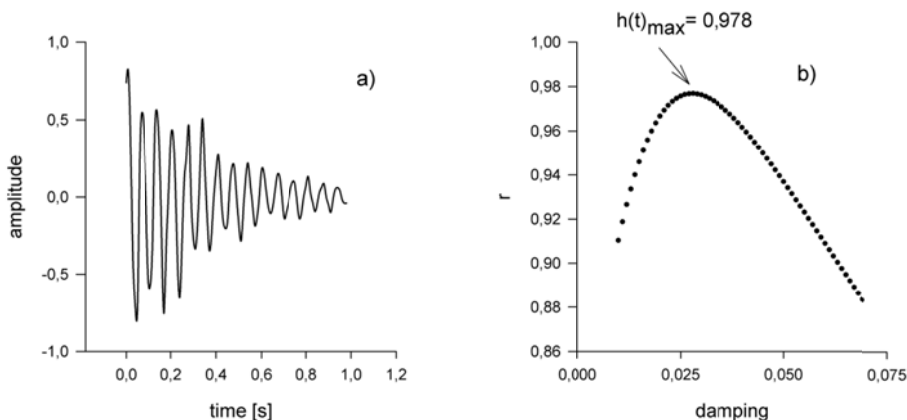 a)
amplitude
1,0
0,5
0,0
-0,5
-1,0
0,0 0,2 0,4 0,6 0,8 1,0 1,2
time [s]
h(t)max= 0,978
b)
r
1,00
0,98
0,96
0,94
0,92
0,90
0,88
0,86
0,000 0,025 0,050 0,075
damping